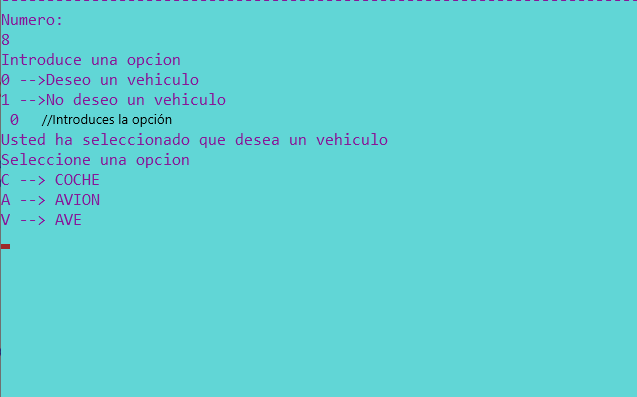 Numero:
8
Introduce una opcion
0 -->Deseo un vehiculo
1 -->No deseo un vehiculo
0 //Introduces la opción
Usted ha seleccionado que desea un vehiculo
Seleccione una opcion
C --> COCHE
A --> AVION
V --> AVE